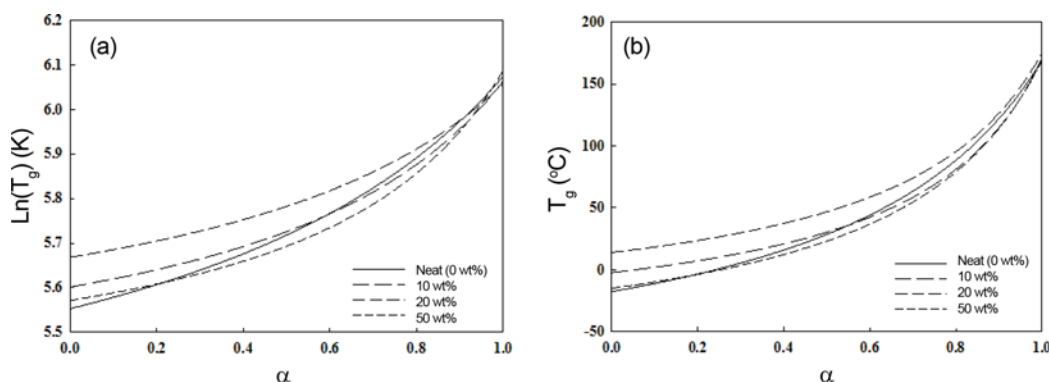 (a)
Ln(Tg) (K)
6.2
6.1
6.0
5.9
5.8
5.7
5.6
5.5
0.0 0.2 0.4 0.6 0.8 1.0
α
Neat (0 wt%)
10 wt%
20 wt%
50 wt%
(b)
Tg (oC)
200
150
100
50
0
-50
0.0 0.2 0.4 0.6 0.8 1.0
α
Neat (0 wt%)
10 wt%
20 wt%
50 wt%